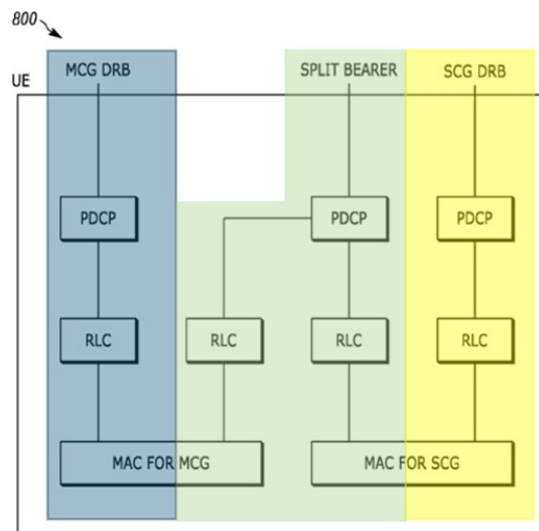 800
MCG DRB SPLIT BEARER SCG DRB
UE
PDCP PDCP PDCP
RLC RLC RLC RLC
MAC FOR MCG MAC FOR SCG